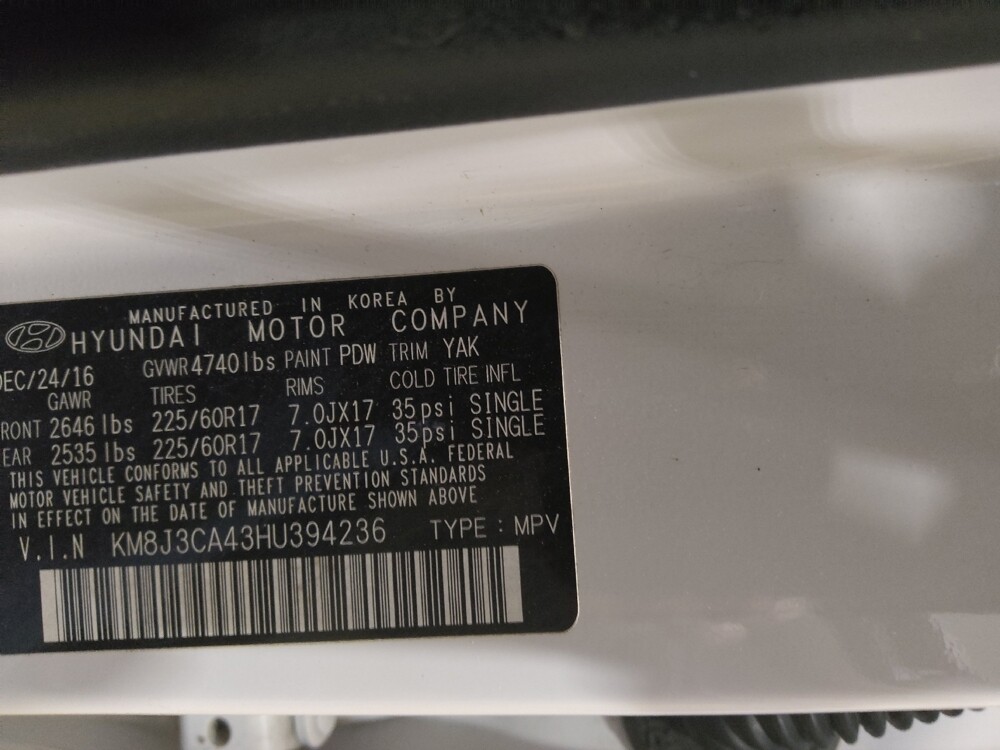 MANUFACTURED IN KOREA BY
HYUNDAI MOTOR COMPANY
DEC/24/16 GVWR 4740 lbs PAINT PDW TRIM YAK
GAWR TIRES RIMS COLD TIRE INFL
RONT 2646 lbs 225/60R17 7.0JX17 35psi SINGLE
EAR 2535 lbs 225/60R17 7.0JX17 35psi SINGLE
THIS VEHICLE CONFORMS TO ALL APPLICABLE U.S.A. FEDERAL
MOTOR VEHICLE SAFETY AND THEFT PREVENTION STANDARDS
IN EFFECT ON THE DATE OF MANUFACTURE SHOWN ABOVE
V.I.N KM8J3CA43HU394236 TYPE : MPV